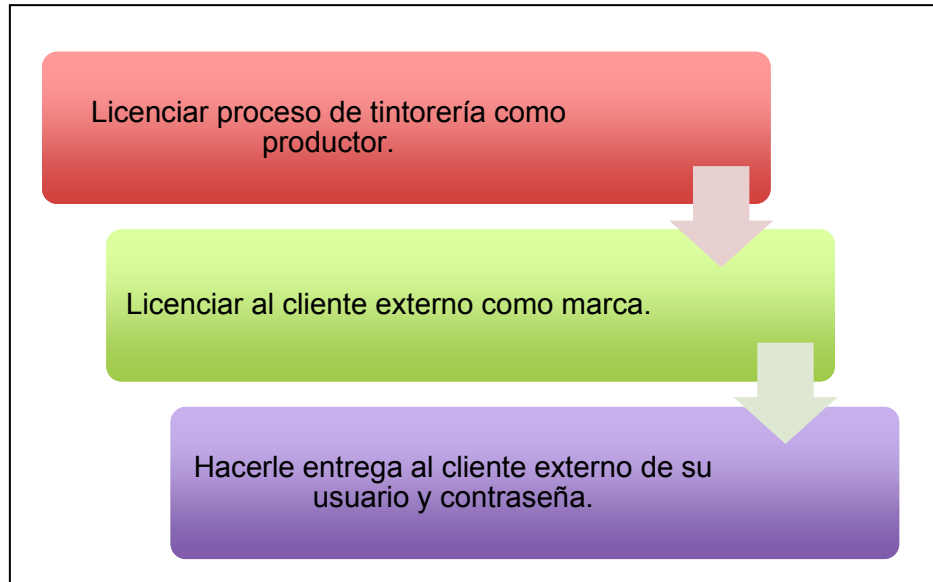 Licenciar proceso de tintorería como
productor.
Licenciar al cliente externo como marca.
Hacerle entrega al cliente externo de su
usuario y contraseña.